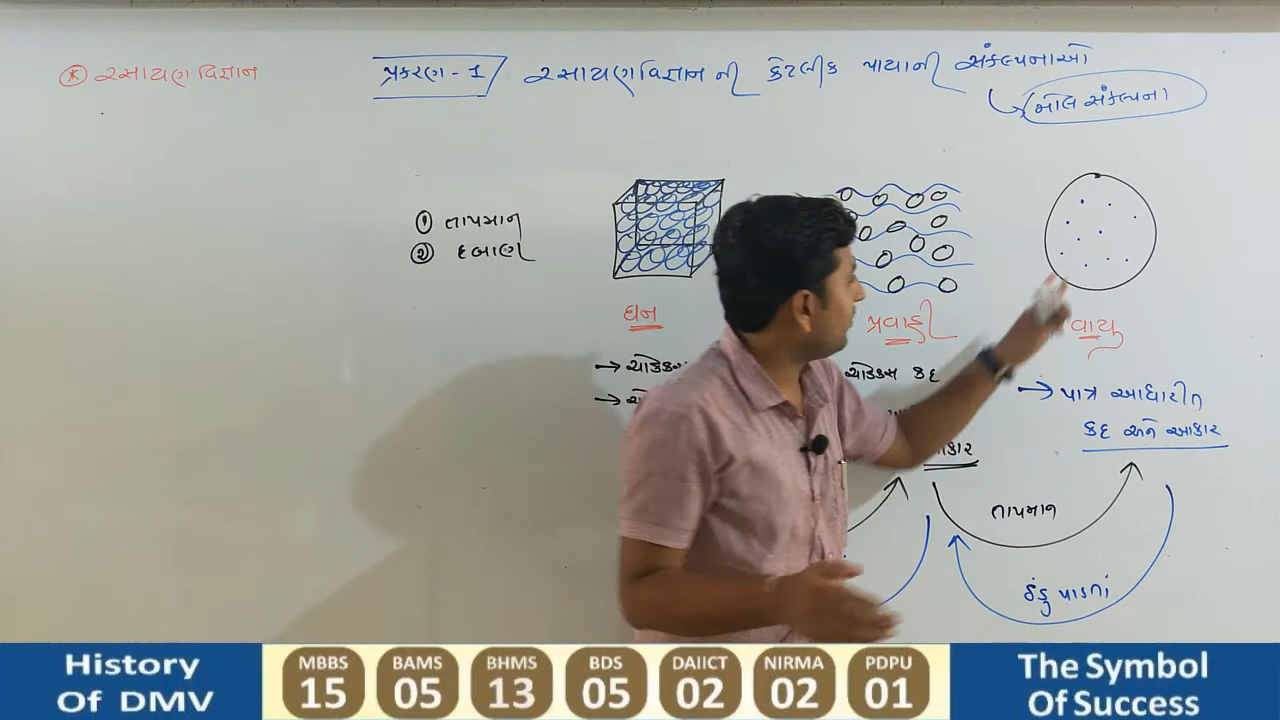 * રસાયણ વિજ્ઞાન
પ્રકરણ - 1 રસાયણ વિજ્ઞાન ની કેટલીક પાયાની સંકલ્પનાઓ
મોલ સંકલ્પના
① તાપમાન
② દબાણ
ઘન પ્રવાહી વાયુ
→ ચોક્કસ
ચોક્કસ કદ
→ પાત્ર આધારીત
કદ અને આકાર
તાપમાન
ઠંડુ પાડતાં
History Of DMV
MBBS 15
BAMS 05
BHMS 13
BDS 05
DAIICT 02
NIRMA 02
PDPU 01
The Symbol Of Success